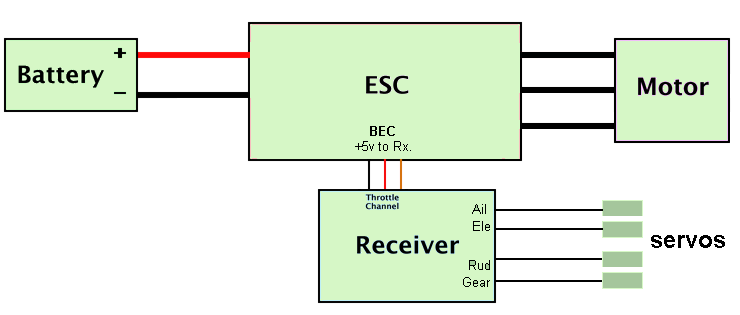 Battery
+
−
ESC
BEC
+5v to Rx.
Motor
Throttle
Channel
Receiver
Ail
Ele
Rud
Gear
servos